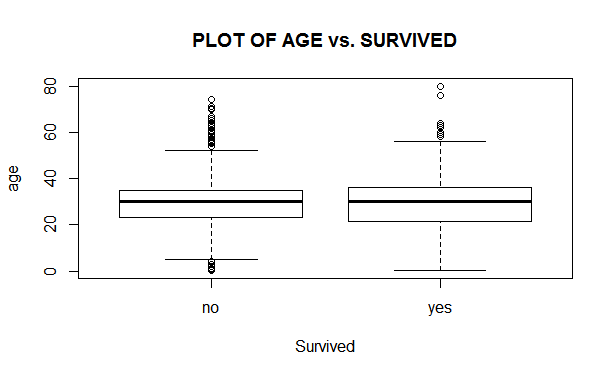 PLOT OF AGE vs. SURVIVED
age
80
60
40
20
0
no yes
Survived